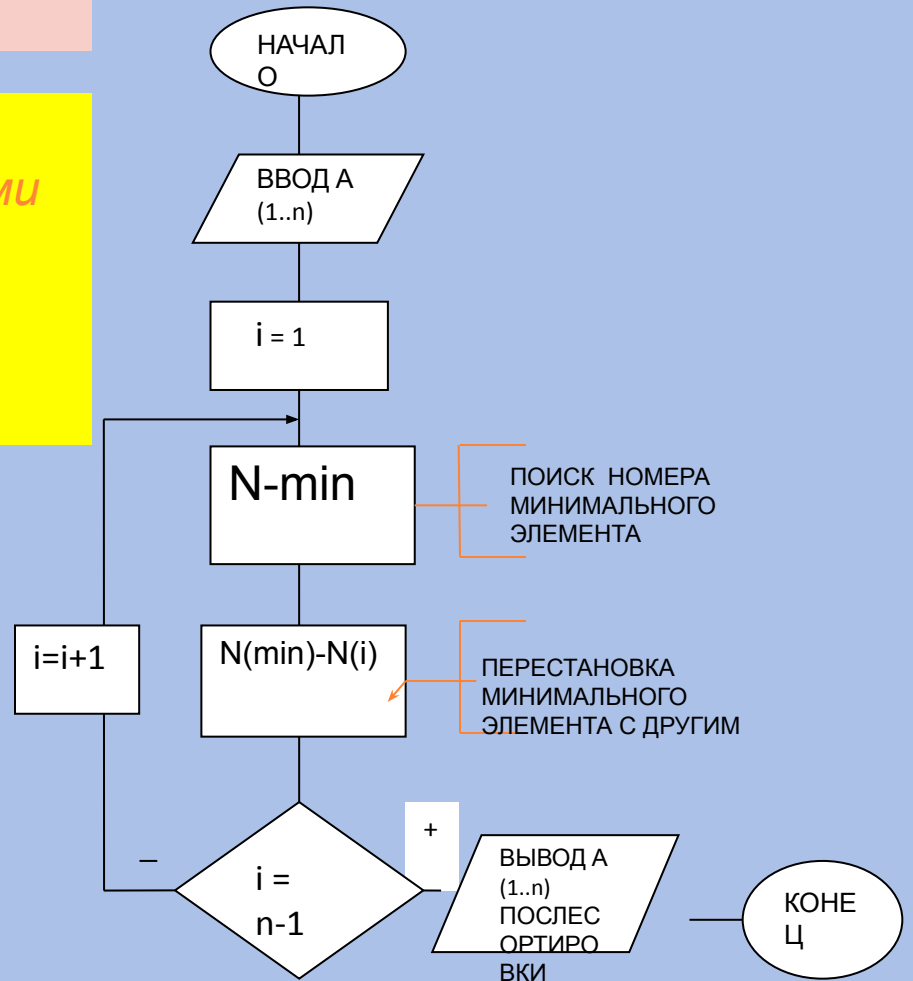 НАЧАЛ
О
ми
ВВОД А
(1..n)
i = 1
N-min
ПОИСК НОМЕРА
МИНИМАЛЬНОГО
ЭЛЕМЕНТА
i=i+1
N(min)-N(i)
ПЕРЕСТАНОВКА
МИНИМАЛЬНОГО
ЭЛЕМЕНТА С ДРУГИМ
–
+
i =
n-1
ВЫВОД А
(1..n)
ПОСЛЕС
ОРТИРО
ВКИ
КОНЕ
Ц